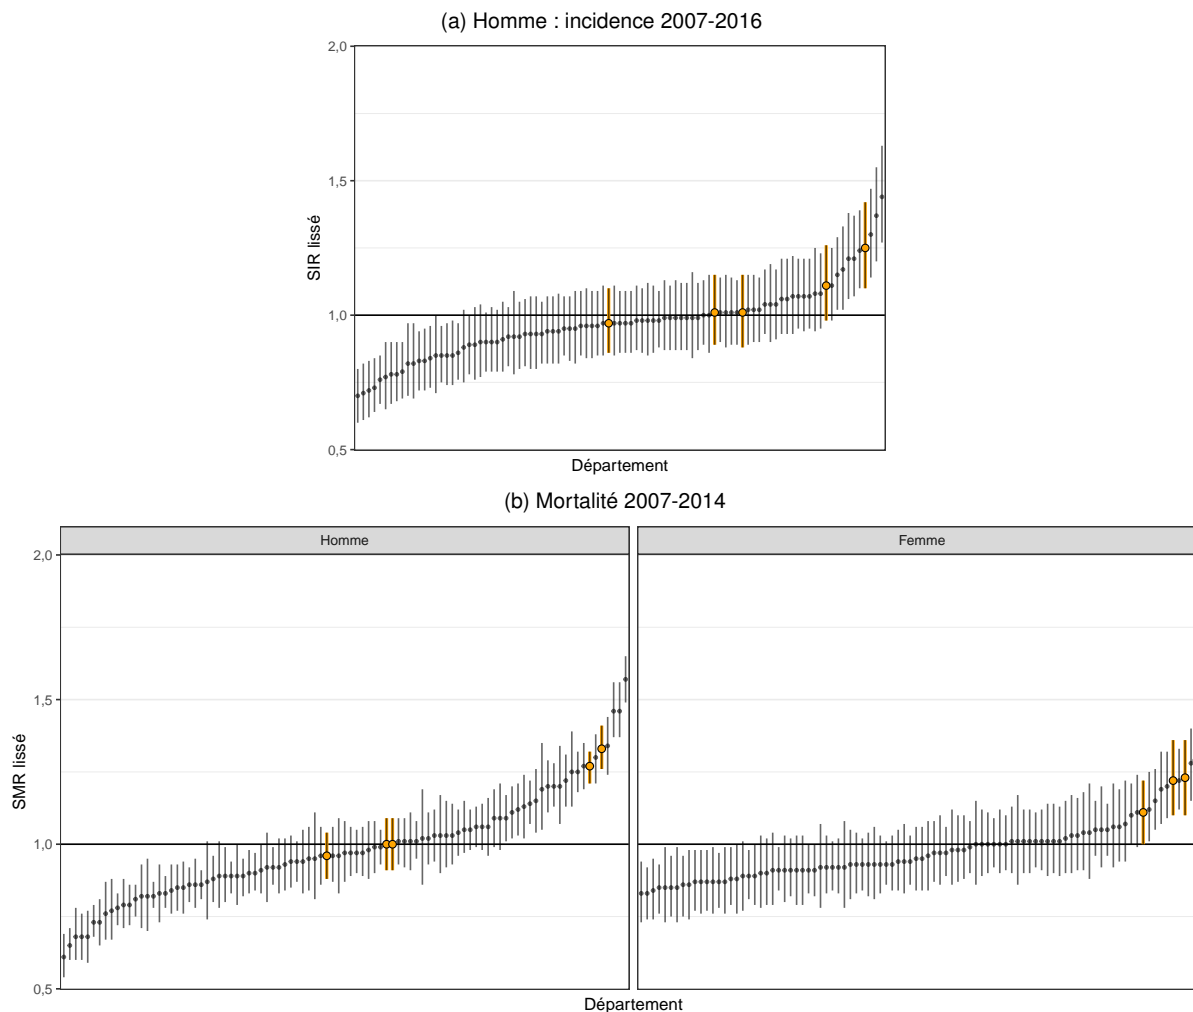 (a) Homme : incidence 2007-2016
2,0
1,5
1,0
0,5
SIR lissé
Département
(b) Mortalité 2007-2014
Homme
Femme
2,0
1,5
1,0
0,5
SMR lissé
Département